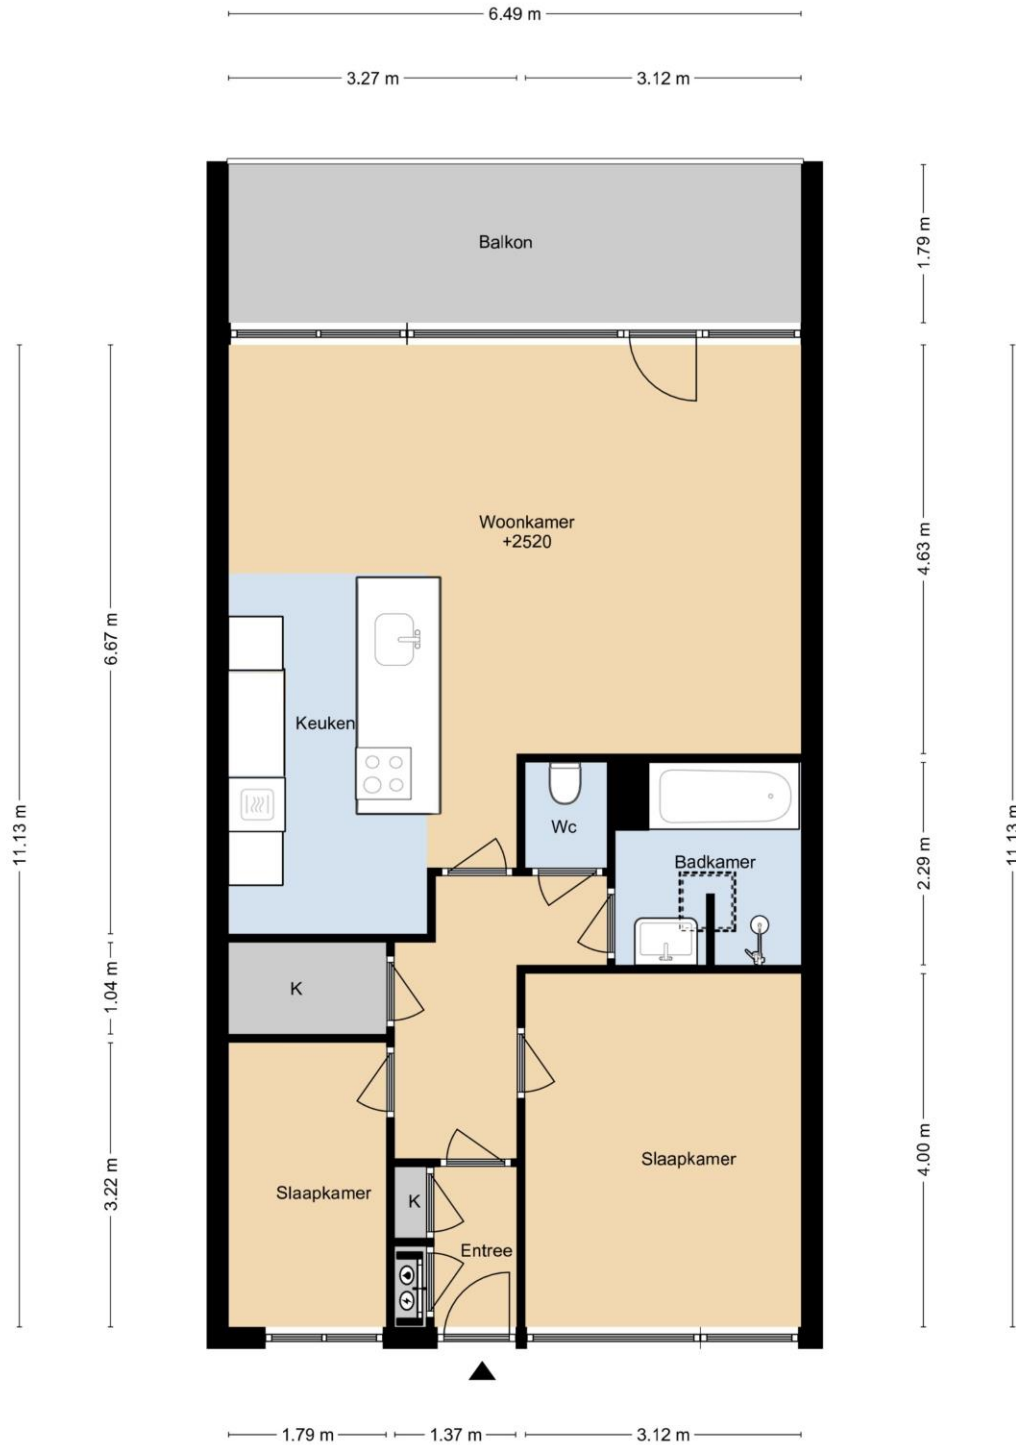 6.49 m
3.27 m
3.12 m
Balkon
1.79 m
Woonkamer
+2520
4.63 m
6.67 m
Keuken
11.13 m
11.13 m
Wc
Badkamer
2.29 m
K
1.04 m
Slaapkamer
4.00 m
Slaapkamer
3.22 m
K
Entree
1.79 m
1.37 m
3.12 m